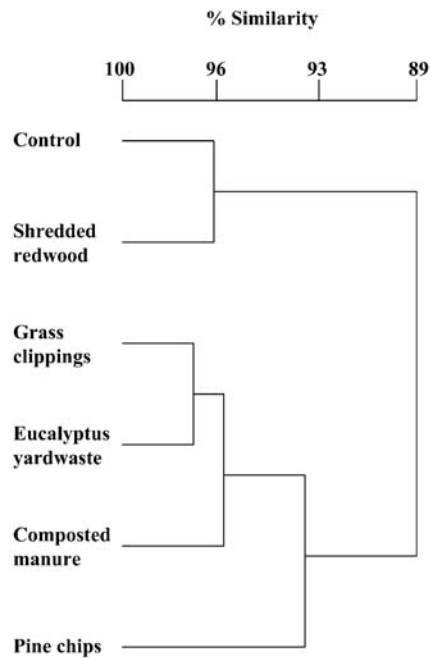 % Similarity
100 96 93 89
Control
Shredded
redwood
Grass
clippings
Eucalyptus
yardwaste
Composted
manure
Pine chips